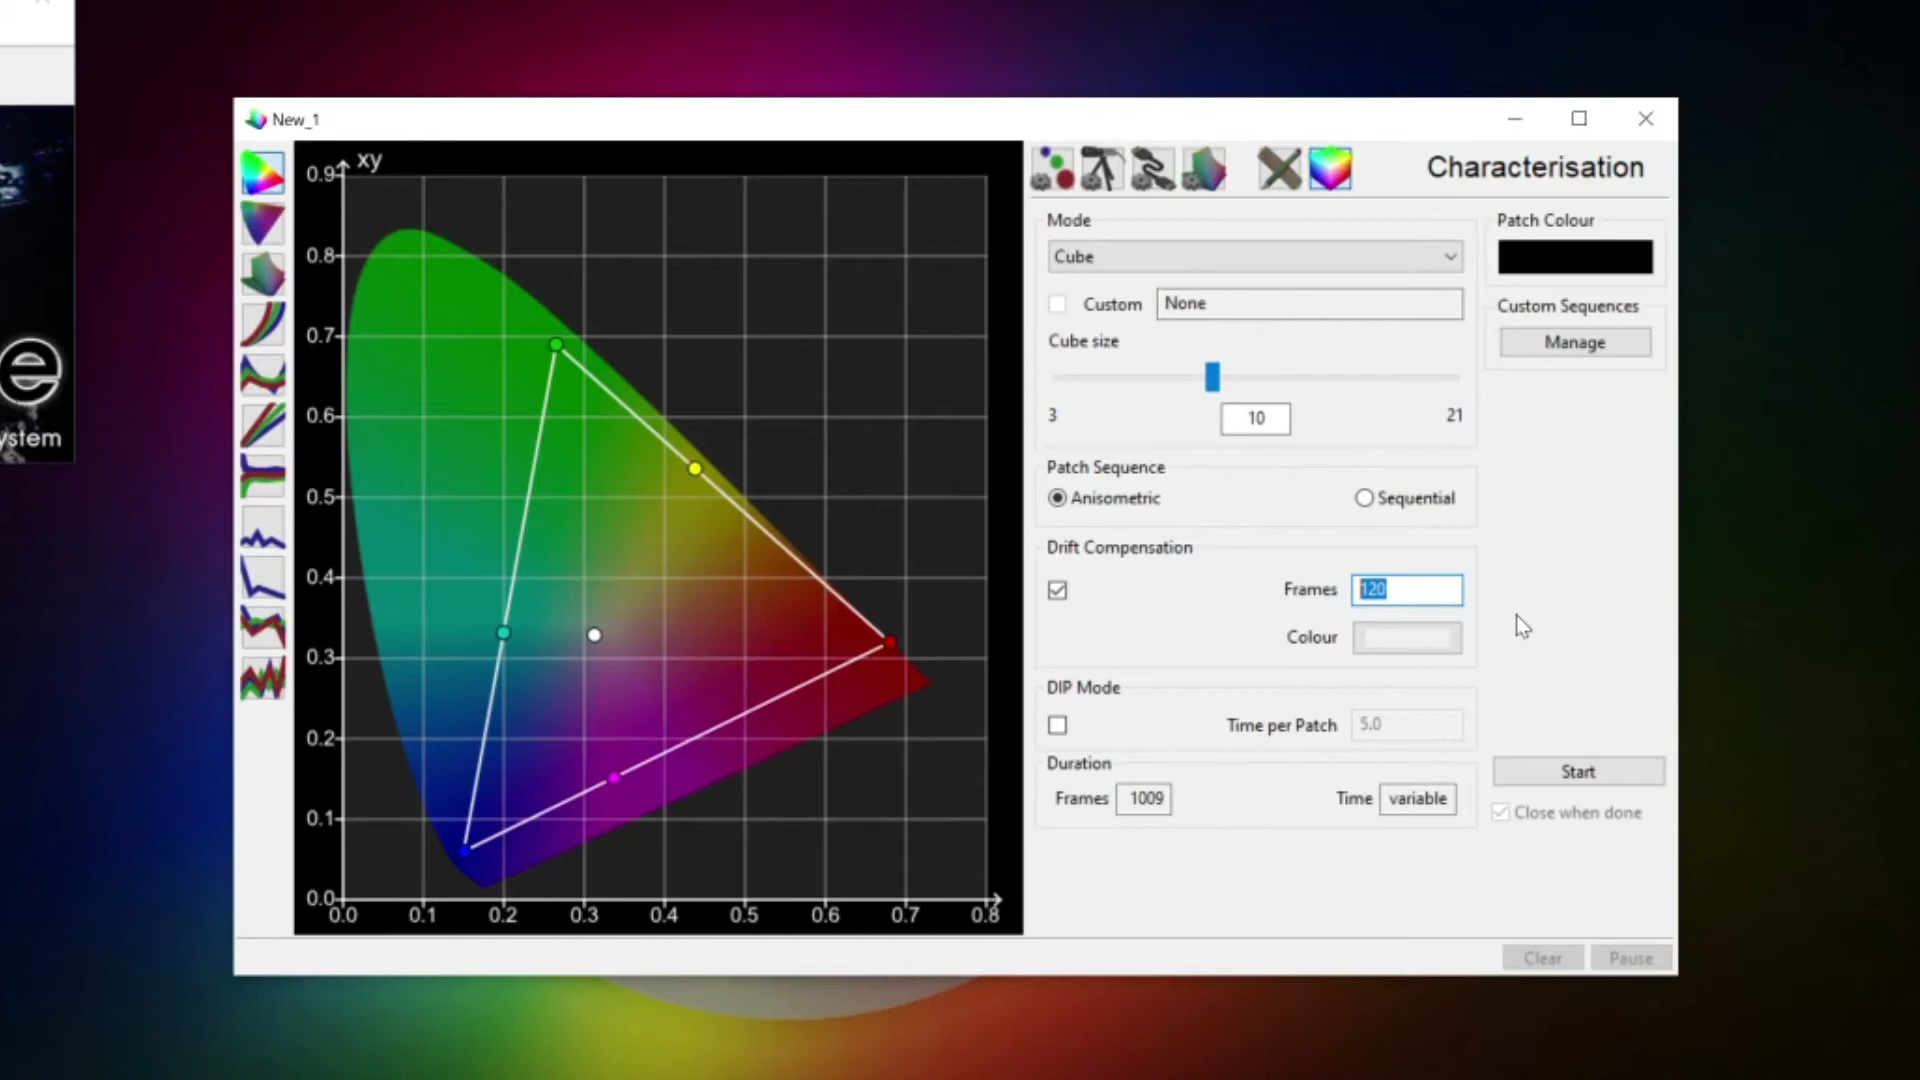 New_1
Characterisation
xy
0.9
0.8
0.7
0.6
0.5
0.4
0.3
0.2
0.1
0.0
0.0 0.1 0.2 0.3 0.4 0.5 0.6 0.7 0.8
Mode
Cube
Custom None
Cube size
3 10 21
Patch Sequence
Anisometric Sequential
Drift Compensation
Frames 120
Colour
DIP Mode
Time per Patch 5.0
Duration
Frames 1009 Time variable
Patch Colour
Custom Sequences
Manage
Start
Close when done
Clear Pause
e
ystem